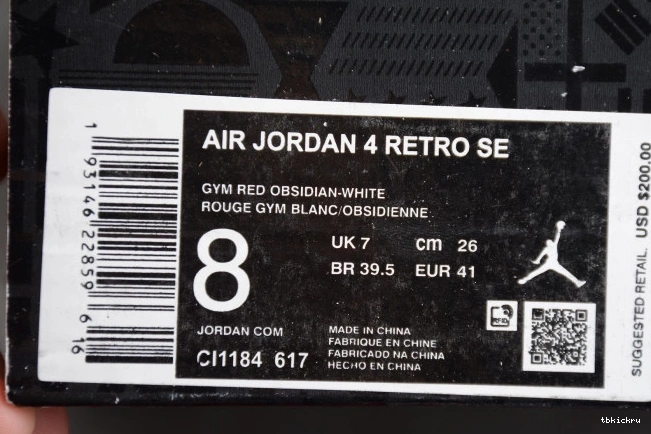 AIR JORDAN 4 RETRO SE
GYM RED OBSIDIAN-WHITE
ROUGE GYM BLANC/OBSIDIENNE
8
UK 7 cm 26
BR 39.5 EUR 41
JORDAN COM
CI1184 617
MADE IN CHINA
FABRIQUE EN CHINE
FABRICADO NA CHINA
HECHO EN CHINA
1 93146 22859 6
16
SUGGESTED RETAIL. USD $200.00
tbkickru